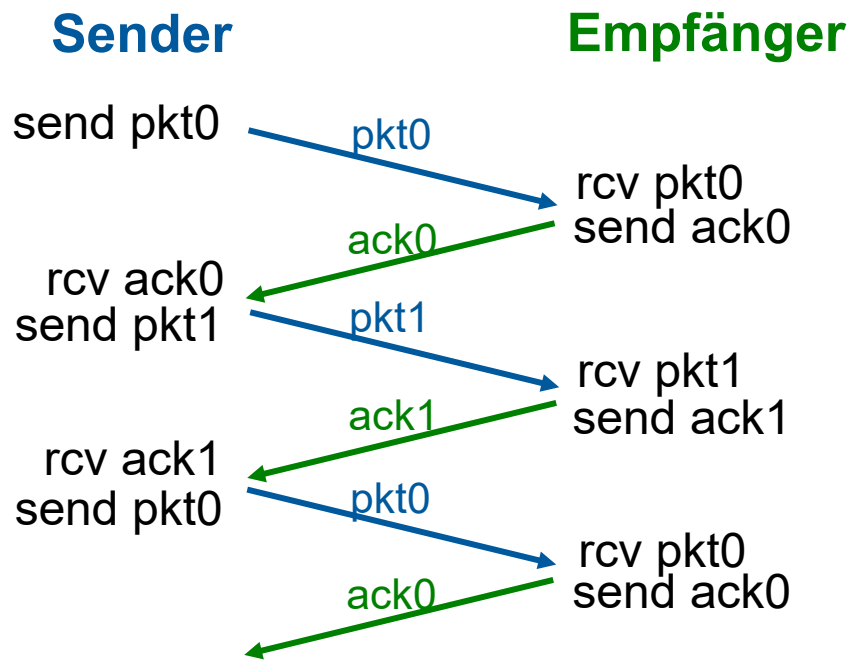 Sender
Empfänger
send pkt0
pkt0
rcv pkt0
send ack0
ack0
rcv ack0
send pkt1
pkt1
rcv pkt1
send ack1
ack1
rcv ack1
send pkt0
pkt0
rcv pkt0
send ack0
ack0